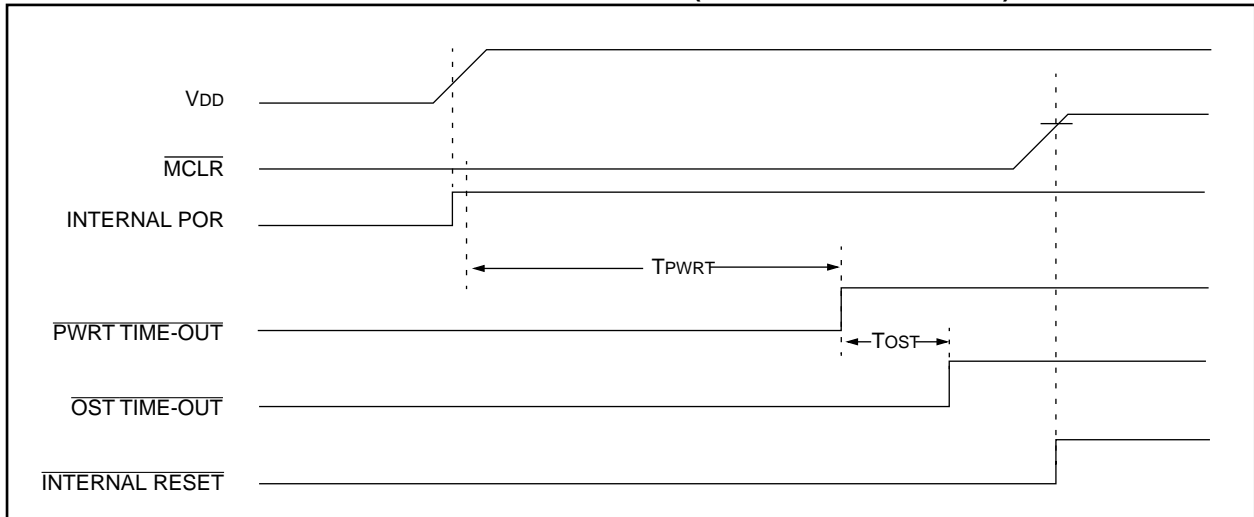 VDD
MCLR
INTERNAL POR
TPWRT
PWRT TIME-OUT
TOST
OST TIME-OUT
INTERNAL RESET